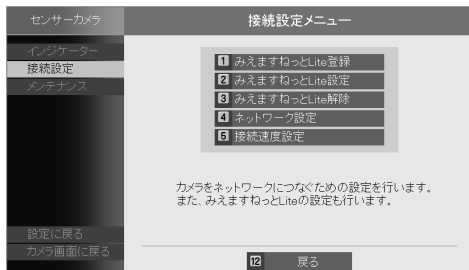 センサーカメラ
接続設定メニュー
インジケーター
接続設定
メンテナンス
1 みえますねっとLite登録
2 みえますねっとLite設定
3 みえますねっとLite解除
4 ネットワーク設定
5 接続速度設定
カメラをネットワークにつなぐための設定を行います。
また、みえますねっとLiteの設定も行います。
設定に戻る
カメラ画面に戻る
12 戻る